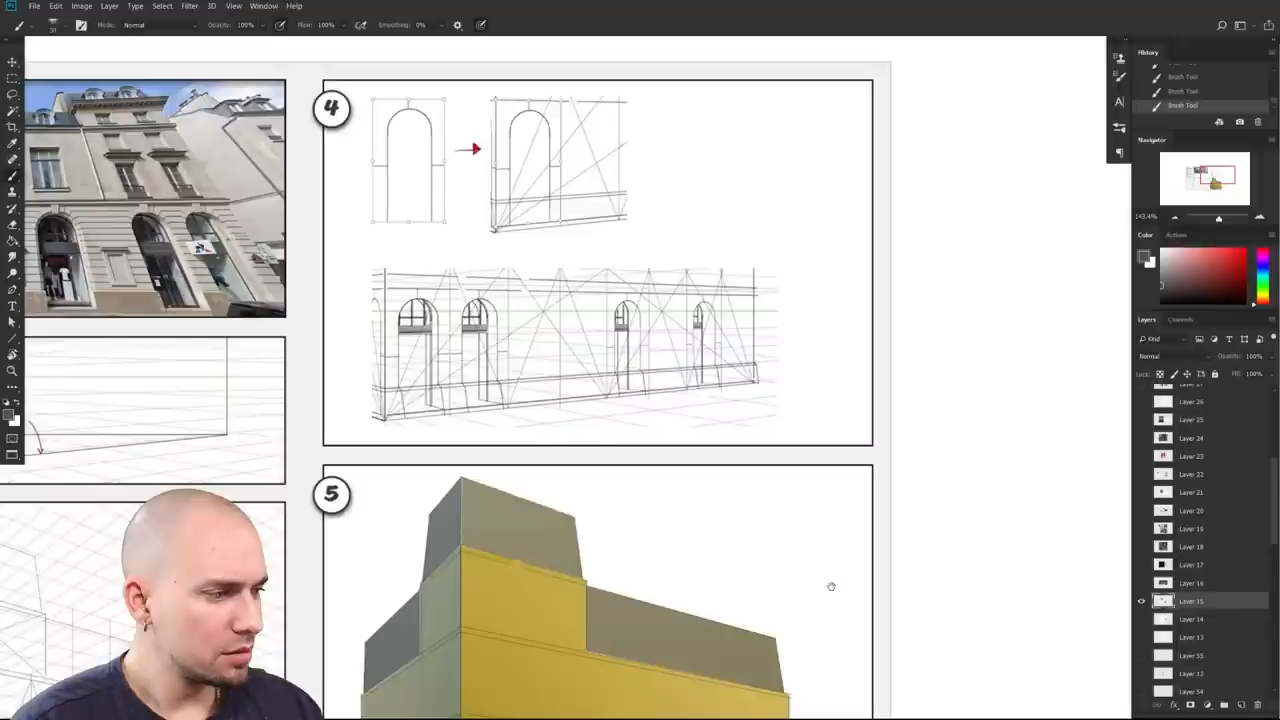 Ps File Edit Image Layer Type Select Filter 3D View Window Help
Mode: Normal Opacity: 100% Flow: 100% Smoothing: 0%
History
Brush Tool
Brush Tool
Brush Tool
Navigator
143.4%
Color Actions
Layers Channels
Kind
Normal Opacity: 100%
Lock: Fill: 100%
Layer 26
Layer 25
Layer 24
Layer 23
Layer 22
Layer 21
Layer 20
Layer 19
Layer 18
Layer 17
Layer 16
Layer 15
Layer 14
Layer 13
Layer 55
Layer 12
Layer 54
4
5